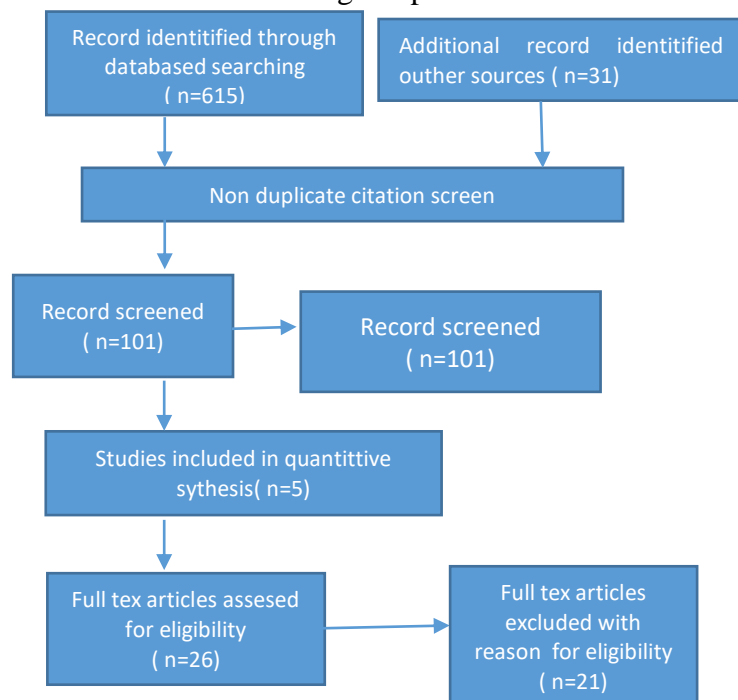 Record identitified through
databased searching
( n=615)
Additional record identitified
outher sources ( n=31)
Non duplicate citation screen
Record screened
( n=101)
Record screened
( n=101)
Studies included in quantittive
sythesis( n=5)
Full tex articles assesed
for eligibility
( n=26)
Full tex articles
excluded with
reason for eligibility
(n=21)